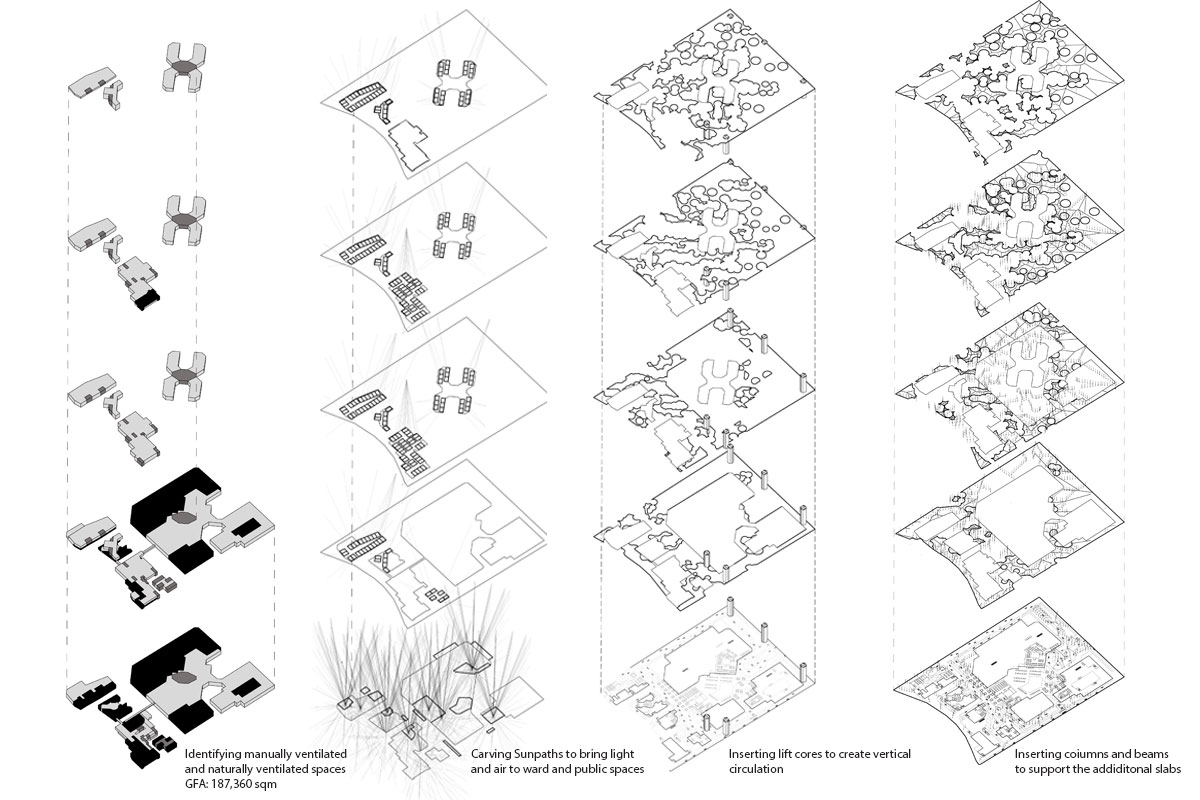 Identifying manually ventilated
and naturally ventilated spaces
GFA: 187,360 sqm
Carving Sunpaths to bring light
and air to ward and public spaces
Inserting lift cores to create vertical
circulation
Inserting coiumns and beams
to support the addiditonal slabs